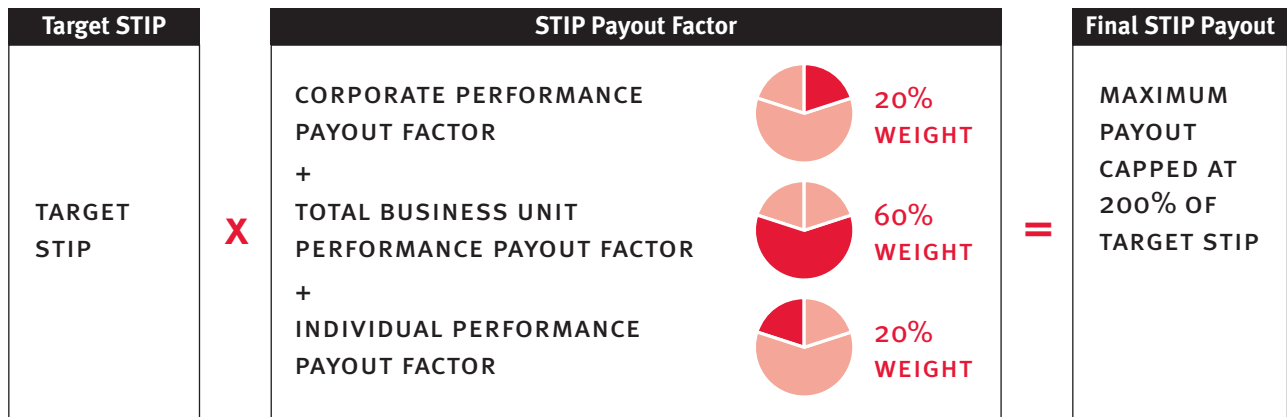 Target STIP
STIP Payout Factor
Final STIP Payout
TARGET
STIP
X
CORPORATE PERFORMANCE
PAYOUT FACTOR
20%
WEIGHT
+
TOTAL BUSINESS UNIT
PERFORMANCE PAYOUT FACTOR
60%
WEIGHT
+
INDIVIDUAL PERFORMANCE
PAYOUT FACTOR
20%
WEIGHT
=
MAXIMUM
PAYOUT
CAPPED AT
200% OF
TARGET STIP